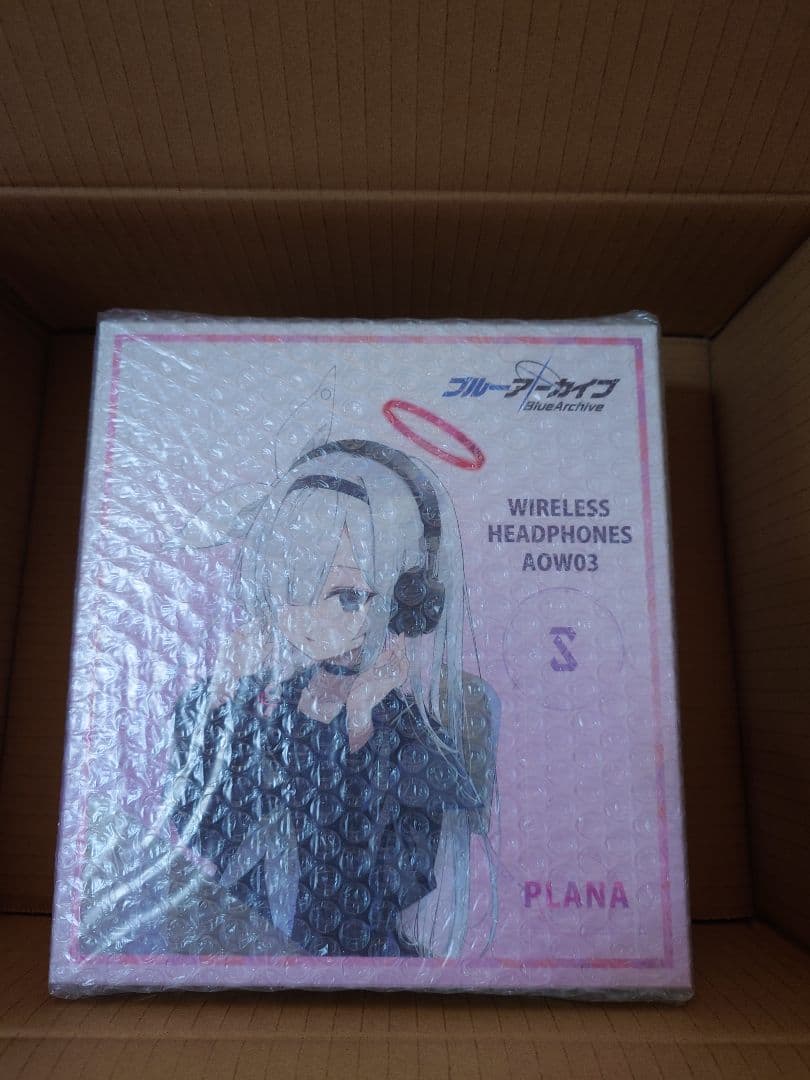 ブルーアーカイブ
BlueArchive
WIRELESS
HEADPHONES
AOW03
PLANA